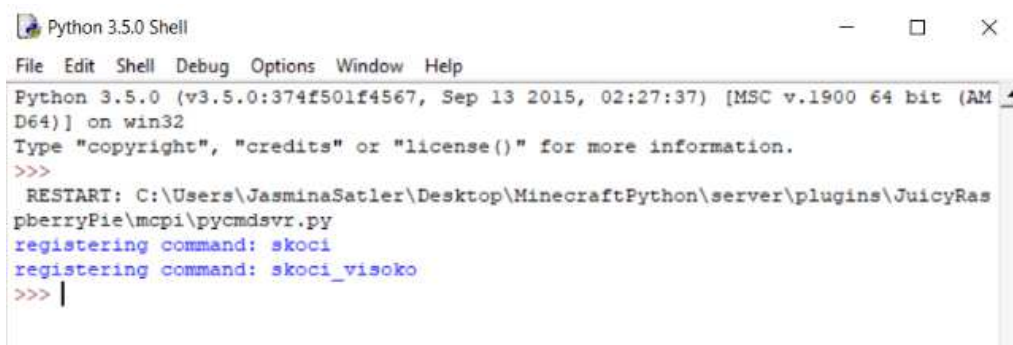 Python 3.5.0 Shell
File Edit Shell Debug Options Window Help
Python 3.5.0 (v3.5.0:374f501f4567, Sep 13 2015, 02:27:37) [MSC v.1900 64 bit (AM
D64)] on win32
Type "copyright", "credits" or "license()" for more information.
>>>
RESTART: C:\Users\JasminaSatler\Desktop\MinecraftPython\server\plugins\JuicyRas
pberryPie\mcpi\pycmdsvr.py
registering command: skoci
registering command: skoci_visoko
>>>